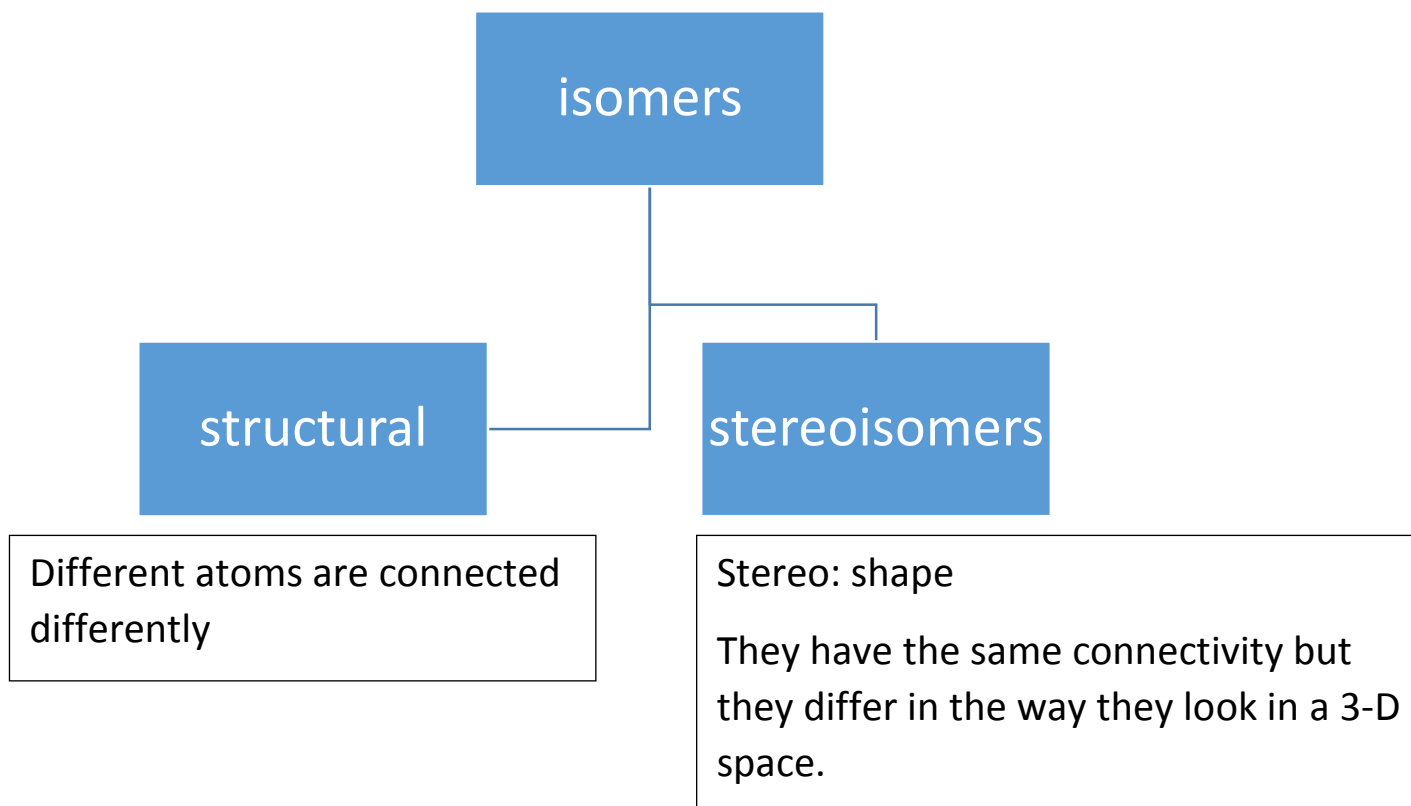 isomers
structural
stereoisomers
Different atoms are connected
differently
Stereo: shape
They have the same connectivity but
they differ in the way they look in a 3-D
space.